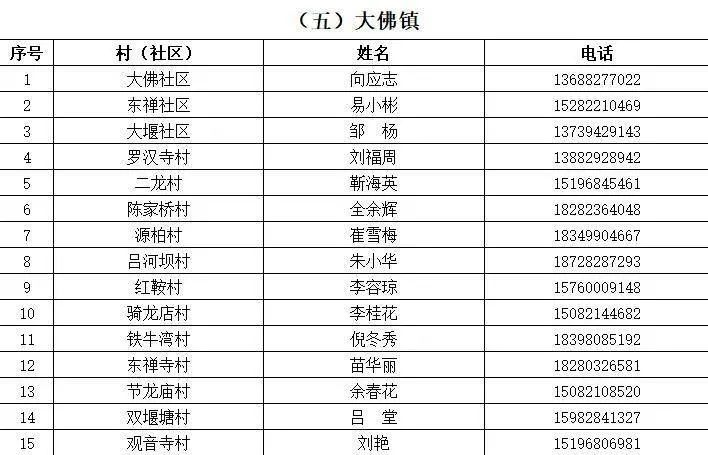 （五）大佛镇
序号 村（社区） 姓名 电话
1 大佛社区 向应志 13688277022
2 东禅社区 易小彬 15282210469
3 大堰社区 邹　杨 13739429143
4 罗汉寺村 刘福周 13882928942
5 二龙村 靳海英 15196845461
6 陈家桥村 全余辉 18282364048
7 源柏村 崔雪梅 18349904667
8 吕河坝村 朱小华 18728287293
9 红鞍村 李容琼 15760009148
10 骑龙店村 李桂花 15082144682
11 铁牛湾村 倪冬秀 18398085192
12 东禅寺村 苗华丽 18280326581
13 节龙庙村 余春花 15082108520
14 双堰塘村 吕　堂 15982841327
15 观音寺村 刘艳 15196806981